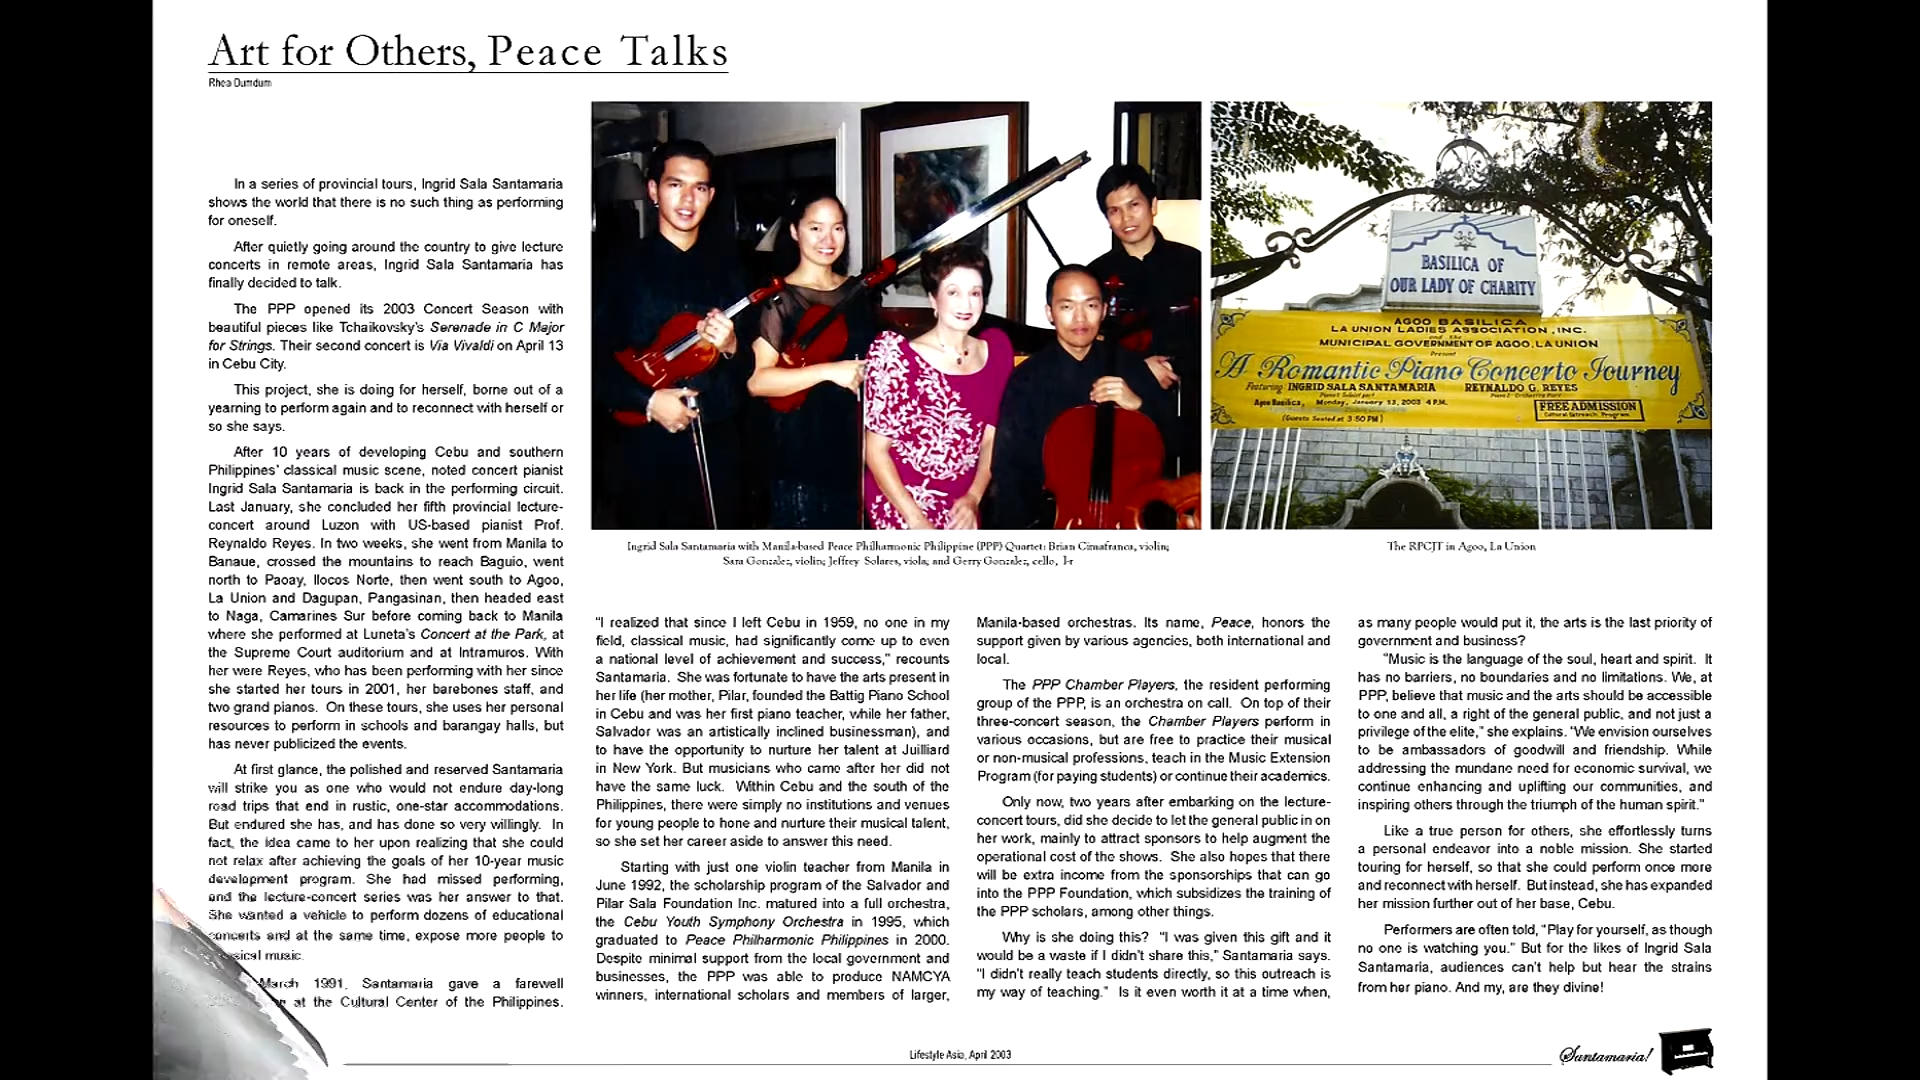 Art for Others, Peace Talks
Rhea Dumdum
In a series of provincial tours, Ingrid Sala Santamaria
shows the world that there is no such thing as performing
for oneself.
After quietly going around the country to give lecture
concerts in remote areas, Ingrid Sala Santamaria has
finally decided to talk.
The PPP opened its 2003 Concert Season with
beautiful pieces like Tchaikovsky's Serenade in C Major
for Strings. Their second concert is Via Vivaldi on April 13
in Cebu City.
This project, she is doing for herself, borne out of a
yearning to perform again and to reconnect with herself or
so she says.
After 10 years of developing Cebu and southern
Philippines' classical music scene, noted concert pianist
Ingrid Sala Santamaria is back in the performing circuit.
Last January, she concluded her fifth provincial lecture-
concert around Luzon with US-based pianist Prof.
Reynaldo Reyes. In two weeks, she went from Manila to
Banaue, crossed the mountains to reach Baguio, went
north to Paoay, Ilocos Norte, then went south to Agoo,
La Union and Dagupan, Pangasinan, then headed east
to Naga, Camarines Sur before coming back to Manila
where she performed at Luneta's Concert at the Park, at
the Supreme Court auditorium and at Intramuros. With
her were Reyes, who has been performing with her since
she started her tours in 2001, her barebones staff, and
two grand pianos. On these tours, she uses her personal
resources to perform in schools and barangay halls, but
has never publicized the events.
At first glance, the polished and reserved Santamaria
will strike you as one who would not endure day-long
road trips that end in rustic, one-star accommodations.
But endured she has, and has done so very willingly. In
fact, the idea came to her upon realizing that she could
not relax after achieving the goals of her 10-year music
development program. She had missed performing,
and the lecture-concert series was her answer to that.
She wanted a vehicle to perform dozens of educational
concerts and at the same time, expose more people to
music.
March 1991, Santamaria gave a farewell
at the Cultural Center of the Philippines.
BASILICA OF
OUR LADY OF CHARITY
AGOO BASILICA
LA UNION LADIES ASSOCIATION, INC.
and the
MUNICIPAL GOVERNMENT OF AGOO, LA UNION
Present
A Romantic Piano Concerto Journey
Featuring: INGRID SALA SANTAMARIA REYNALDO G. REYES
Piano I - Soloist part Piano II - Orchestra Part
Agoo Basilica, Monday, January 13, 2003 4 P.M.
(Guests Seated at 3:50 PM)
FREE ADMISSION
Cultural Outreach Program
Ingrid Sala Santamaria with Manila-based Peace Philharmonic Philippine (PPP) Quartet: Brian Cimafranca, violin;
Sara Gonzalez, violin; Jeffrey Solares, viola; and Gerry Gonzalez, cello, l-r
The RPCJT in Agoo, La Union
"I realized that since I left Cebu in 1959, no one in my
field, classical music, had significantly come up to even
a national level of achievement and success," recounts
Santamaria. She was fortunate to have the arts present in
her life (her mother, Pilar, founded the Battig Piano School
in Cebu and was her first piano teacher, while her father,
Salvador was an artistically inclined businessman), and
to have the opportunity to nurture her talent at Juilliard
in New York. But musicians who came after her did not
have the same luck. Within Cebu and the south of the
Philippines, there were simply no institutions and venues
for young people to hone and nurture their musical talent,
so she set her career aside to answer this need.
Starting with just one violin teacher from Manila in
June 1992, the scholarship program of the Salvador and
Pilar Sala Foundation Inc. matured into a full orchestra,
the Cebu Youth Symphony Orchestra in 1995, which
graduated to Peace Philharmonic Philippines in 2000.
Despite minimal support from the local government and
businesses, the PPP was able to produce NAMCYA
winners, international scholars and members of larger,
Manila-based orchestras. Its name, Peace, honors the
support given by various agencies, both international and
local.
The PPP Chamber Players, the resident performing
group of the PPP, is an orchestra on call. On top of their
three-concert season, the Chamber Players perform in
various occasions, but are free to practice their musical
or non-musical professions, teach in the Music Extension
Program (for paying students) or continue their academics.
Only now, two years after embarking on the lecture-
concert tours, did she decide to let the general public in on
her work, mainly to attract sponsors to help augment the
operational cost of the shows. She also hopes that there
will be extra income from the sponsorships that can go
into the PPP Foundation, which subsidizes the training of
the PPP scholars, among other things.
Why is she doing this? "I was given this gift and it
would be a waste if I didn't share this," Santamaria says.
"I didn't really teach students directly, so this outreach is
my way of teaching." Is it even worth it at a time when,
as many people would put it, the arts is the last priority of
government and business?
"Music is the language of the soul, heart and spirit. It
has no barriers, no boundaries and no limitations. We, at
PPP, believe that music and the arts should be accessible
to one and all, a right of the general public, and not just a
privilege of the elite," she explains. "We envision ourselves
to be ambassadors of goodwill and friendship. While
addressing the mundane need for economic survival, we
continue enhancing and uplifting our communities, and
inspiring others through the triumph of the human spirit."
Like a true person for others, she effortlessly turns
a personal endeavor into a noble mission. She started
touring for herself, so that she could perform once more
and reconnect with herself. But instead, she has expanded
her mission further out of her base, Cebu.
Performers are often told, "Play for yourself, as though
no one is watching you." But for the likes of Ingrid Sala
Santamaria, audiences can't help but hear the strains
from her piano. And my, are they divine!
Lifestyle Asia, April 2003
Santamaria!